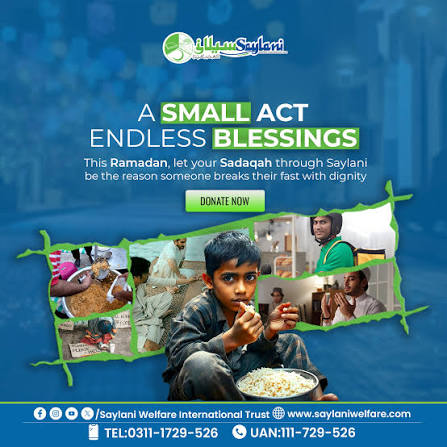 سیلانی Saylani
A SMALL ACT
ENDLESS BLESSINGS
This Ramadan, let your Sadaqah through Saylani
be the reason someone breaks their fast with dignity
DONATE NOW
/Saylani Welfare International Trust www.saylaniwelfare.com
TEL:0311-1729-526 UAN:111-729-526